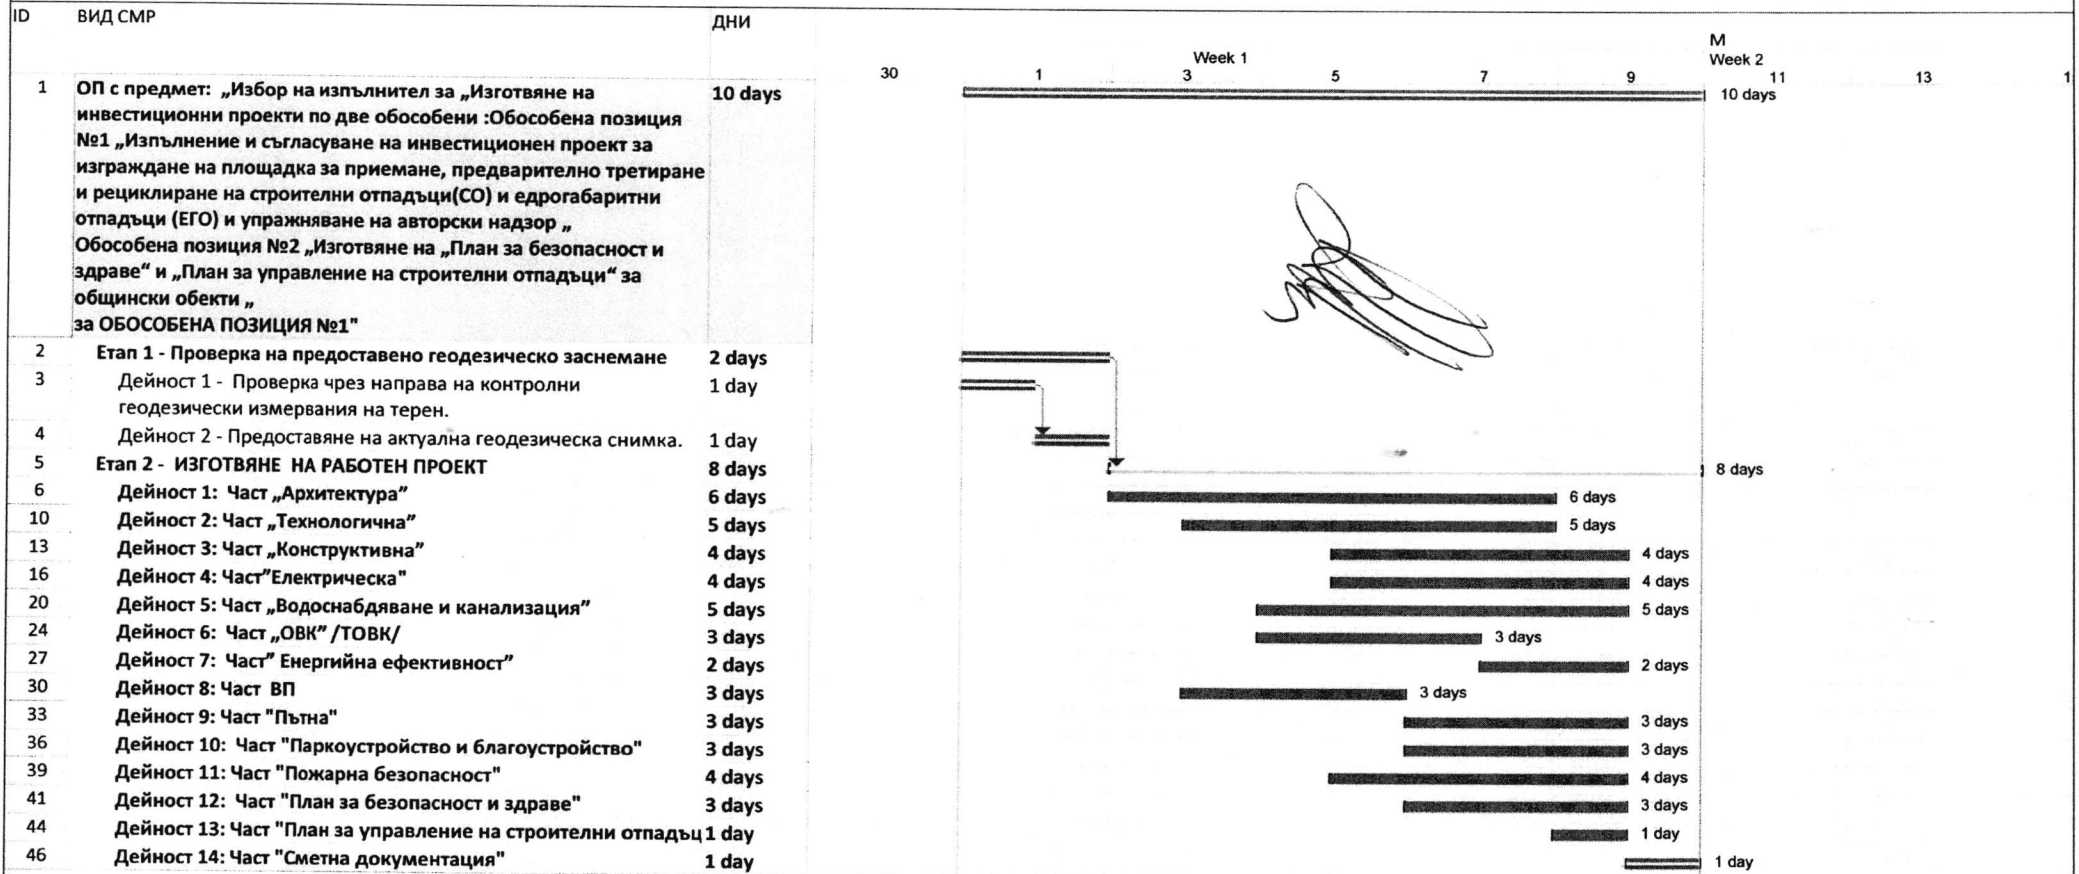 ID ВИД СМР ДНИ
M
Week 1 Week 2
30 1 3 5 7 9 11 13 1
1 ОП с предмет: „Избор на изпълнител за „Изготвяне на 10 days 10 days
инвестиционни проекти по две обособени :Обособена позиция
№1 „Изпълнение и съгласуване на инвестиционен проект за
изграждане на площадка за приемане, предварително третиране
и рециклиране на строителни отпадъци(СО) и едрогабаритни
отпадъци (ЕГО) и упражняване на авторски надзор „
Обособена позиция №2 „Изготвяне на „План за безопасност и
здраве“ и „План за управление на строителни отпадъци“ за
общински обекти „
за ОБОСОБЕНА ПОЗИЦИЯ №1"
2 Етап 1 - Проверка на предоставено геодезическо заснемане 2 days
3 Дейност 1 - Проверка чрез направа на контролни 1 day
геодезически измервания на терен.
4 Дейност 2 - Предоставяне на актуална геодезическа снимка. 1 day
5 Етап 2 - ИЗГОТВЯНЕ НА РАБОТЕН ПРОЕКТ 8 days 8 days
6 Дейност 1: Част „Архитектура” 6 days 6 days
10 Дейност 2: Част „Технологична” 5 days 5 days
13 Дейност 3: Част „Конструктивна” 4 days 4 days
16 Дейност 4: Част”Електрическа" 4 days 4 days
20 Дейност 5: Част „Водоснабдяване и канализация” 5 days 5 days
24 Дейност 6: Част „ОВК” /ТОВК/ 3 days 3 days
27 Дейност 7: Част” Енергийна ефективност” 2 days 2 days
30 Дейност 8: Част ВП 3 days 3 days
33 Дейност 9: Част "Пътна" 3 days 3 days
36 Дейност 10: Част "Паркоустройство и благоустройство" 3 days 3 days
39 Дейност 11: Част "Пожарна безопасност" 4 days 4 days
41 Дейност 12: Част "План за безопасност и здраве" 3 days 3 days
44 Дейност 13: Част "План за управление на строителни отпадъц 1 day 1 day
46 Дейност 14: Част "Сметна документация" 1 day 1 day